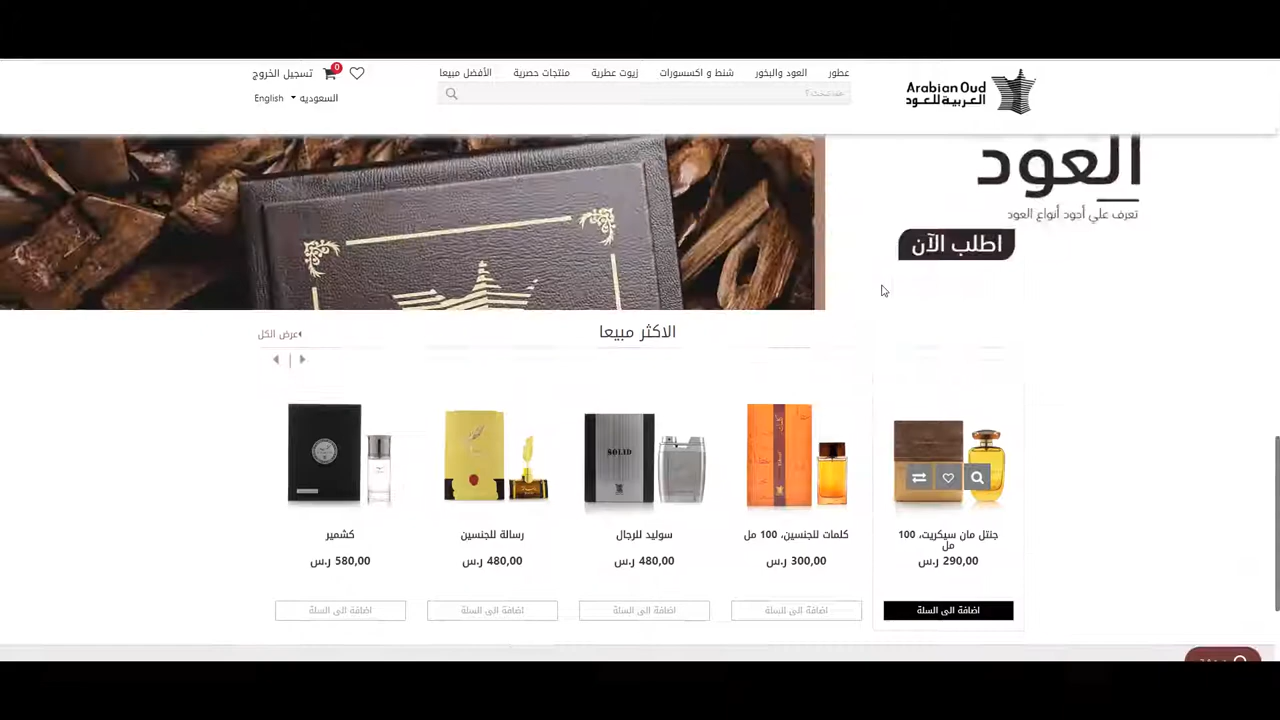 عطور
العود والبخور
شنط و اكسسورات
زيوت عطرية
منتجات حصرية
الأفضل مبيعا
0
تسجيل الخروج
السعوديه
English
Arabian Oud
العربية للعود
العود
تعرف علي أجود أنواع العود
اطلب الآن
الاكثر مبيعا
عرض الكل
SOLID
جنتل مان سيكريت، 100
مل
290,00 ر.س
اضافة الى السلة
كلمات للجنسين، 100 مل
300,00 ر.س
اضافة الى السلة
سوليد للرجال
480,00 ر.س
اضافة الى السلة
رسالة للجنسين
480,00 ر.س
اضافة الى السلة
كشمير
580,00 ر.س
اضافة الى السلة